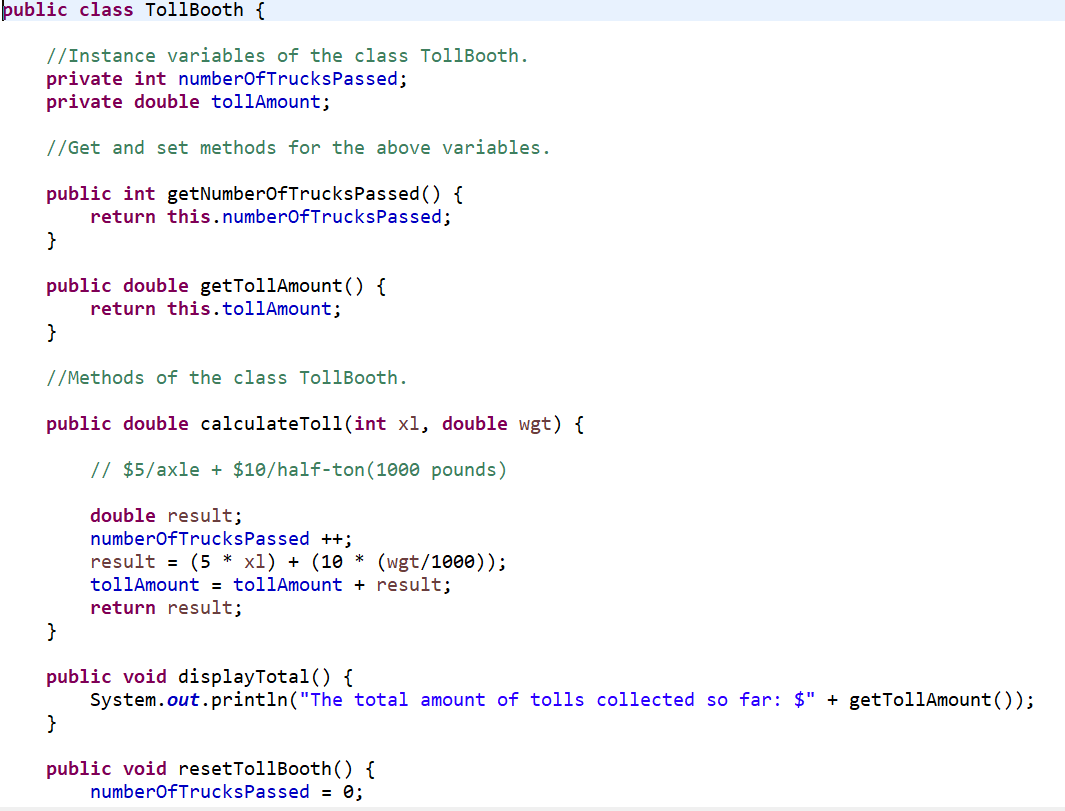 public class TollBooth {
//Instance variables of the class TollBooth.
private int numberOfTrucksPassed;
private double tollAmount;
//Get and set methods for the above variables.
public int getNumberOfTrucksPassed() {
return this.numberOfTrucksPassed;
}
public double getTollAmount() {
return this.tollAmount;
}
//Methods of the class TollBooth.
public double calculateToll(int xl, double wgt) {
// $5/axle + $10/half-ton(1000 pounds)
double result;
numberOfTrucksPassed ++;
result = (5 * xl) + (10 * (wgt/1000));
tollAmount = tollAmount + result;
return result;
}
public void displayTotal() {
System.out.println("The total amount of tolls collected so far: $" + getTollAmount());
}
public void resetTollBooth() {
numberOfTrucksPassed = 0;